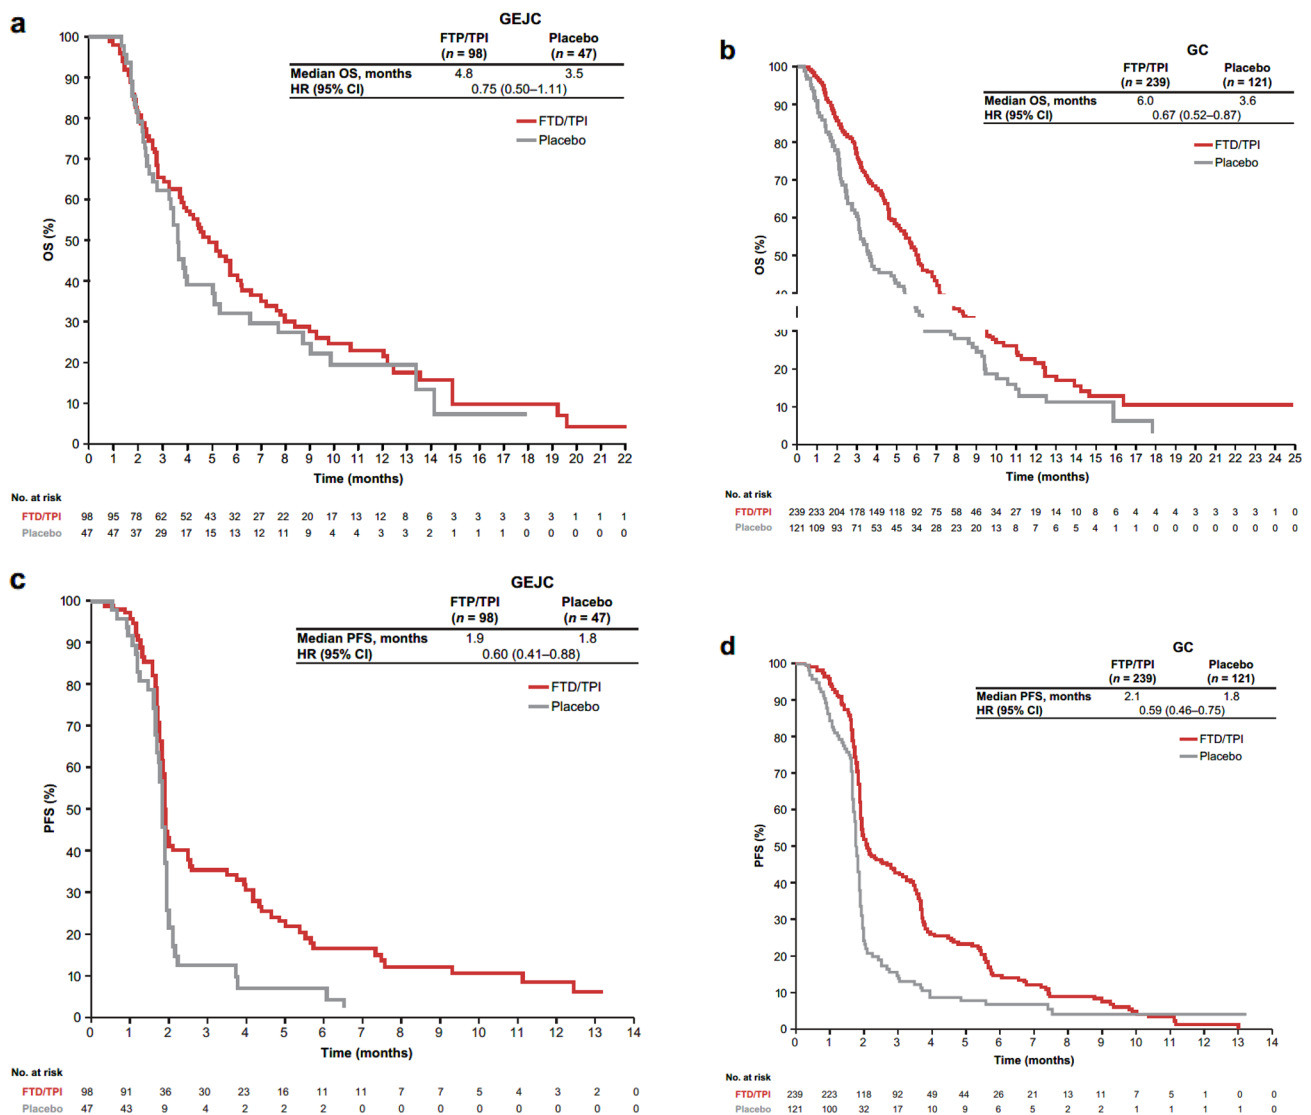 a
GEJC
FTP/TPI Placebo
(n = 98) (n = 47)
Median OS, months 4.8 3.5
HR (95% CI) 0.75 (0.50–1.11)
FTD/TPI
Placebo
OS (%)
100
90
80
70
60
50
40
30
20
10
0
0 1 2 3 4 5 6 7 8 9 10 11 12 13 14 15 16 17 18 19 20 21 22
Time (months)
No. at risk
FTD/TPI 98 95 78 62 52 43 32 27 22 20 17 13 12 8 6 3 3 3 3 3 1 1 1
Placebo 47 47 37 29 17 15 13 12 11 9 4 4 3 3 2 1 1 1 0 0 0 0 0
b
GC
FTP/TPI Placebo
(n = 239) (n = 121)
Median OS, months 6.0 3.6
HR (95% CI) 0.67 (0.52–0.87)
FTD/TPI
Placebo
OS (%)
100
90
80
70
60
50
40
30
20
10
0
0 1 2 3 4 5 6 7 8 9 10 11 12 13 14 15 16 17 18 19 20 21 22 23 24 25
Time (months)
No. at risk
FTD/TPI 239 233 204 178 149 118 92 75 58 46 34 27 19 14 10 8 6 4 4 4 3 3 3 3 1 0
Placebo 121 109 93 71 53 45 34 28 23 20 13 8 7 6 5 4 1 1 0 0 0 0 0 0 0 0
c
GEJC
FTP/TPI Placebo
(n = 98) (n = 47)
Median PFS, months 1.9 1.8
HR (95% CI) 0.60 (0.41–0.88)
FTD/TPI
Placebo
PFS (%)
100
90
80
70
60
50
40
30
20
10
0
0 1 2 3 4 5 6 7 8 9 10 11 12 13 14
Time (months)
No. at risk
FTD/TPI 98 91 36 30 23 16 11 11 7 7 5 4 3 2 0
Placebo 47 43 9 4 2 2 2 0 0 0 0 0 0 0 0
d
GC
FTP/TPI Placebo
(n = 239) (n = 121)
Median PFS, months 2.1 1.8
HR (95% CI) 0.59 (0.46–0.75)
FTD/TPI
Placebo
PFS (%)
100
90
80
70
60
50
40
30
20
10
0
0 1 2 3 4 5 6 7 8 9 10 11 12 13 14
Time (months)
No. at risk
FTD/TPI 239 223 118 92 49 44 26 21 13 11 7 5 1 0 0
Placebo 121 100 32 17 10 9 6 5 2 2 1 1 1 1 0